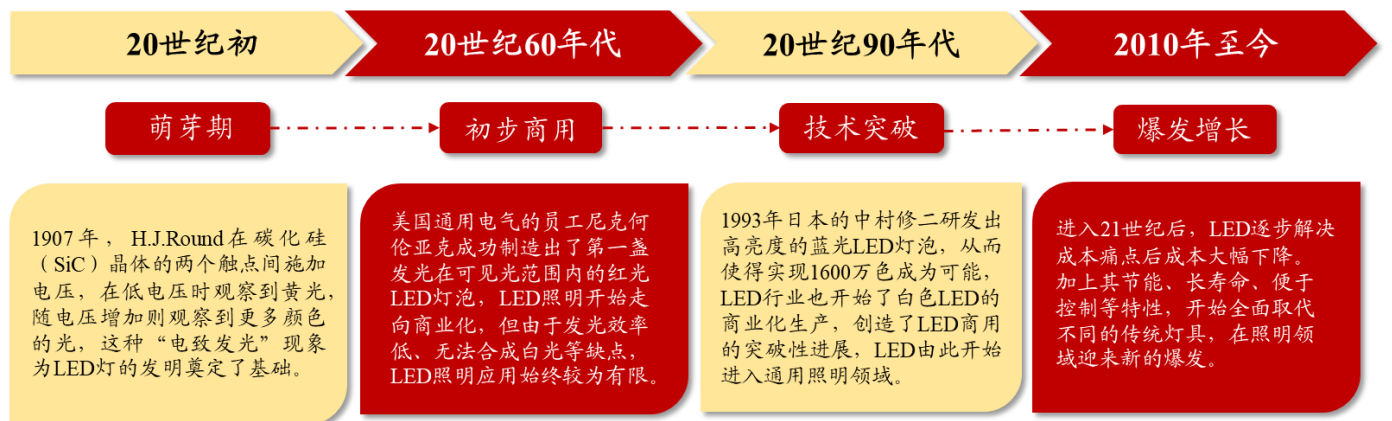 20世纪初
20世纪60年代
20世纪90年代
2010年至今
萌芽期
初步商用
技术突破
爆发增长
1907年，H.J.Round在碳化硅
（SiC）晶体的两个触点间施加
电压，在低电压时观察到黄光，
随电压增加则观察到更多颜色
的光，这种“电致发光”现象
为LED灯的发明奠定了基础。
美国通用电气的员工尼克何
伦亚克成功制造出了第一盏
发光在可见光范围内的红光
LED灯泡，LED照明开始走
向商业化，但由于发光效率
低、无法合成白光等缺点，
LED照明应用始终较为有限。
1993年日本的中村修二研发出
高亮度的蓝光LED灯泡，从而
使得实现1600万色成为可能，
LED行业也开始了白色LED的
商业化生产，创造了LED商用
的突破性进展，LED由此开始
进入通用照明领域。
进入21世纪后，LED逐步解决
成本痛点后成本大幅下降。
加上其节能、长寿命、便于
控制等特性，开始全面取代
不同的传统灯具，在照明领
域迎来新的爆发。